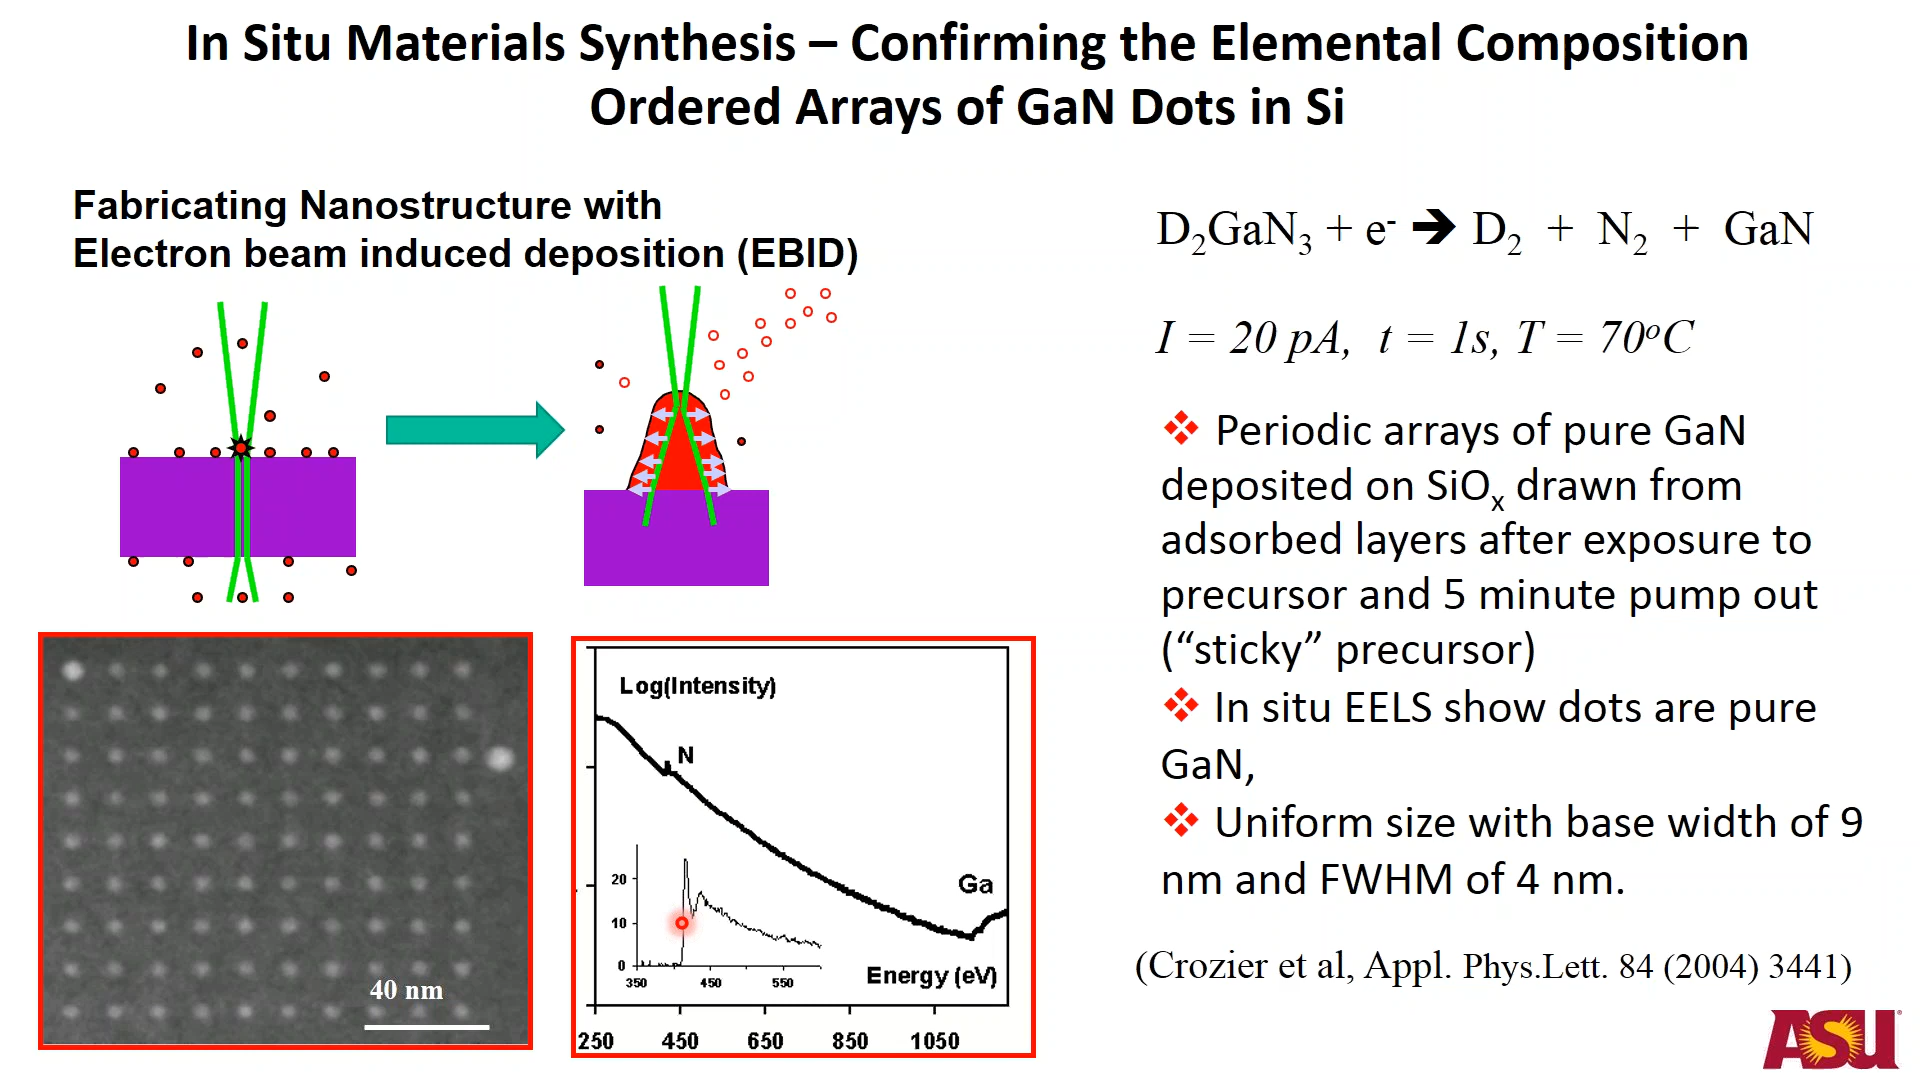 In Situ Materials Synthesis – Confirming the Elemental Composition
Ordered Arrays of GaN Dots in Si
Fabricating Nanostructure with
Electron beam induced deposition (EBID)
D2GaN3 + e- ➔ D2 + N2 + GaN
I = 20 pA, t = 1s, T = 70oC
❖ Periodic arrays of pure GaN
deposited on SiOx drawn from
adsorbed layers after exposure to
precursor and 5 minute pump out
(“sticky” precursor)
❖ In situ EELS show dots are pure
GaN,
❖ Uniform size with base width of 9
nm and FWHM of 4 nm.
(Crozier et al, Appl. Phys.Lett. 84 (2004) 3441)
40 nm
Log(Intensity)
N
Ga
20
10
0
350 450 550
Energy (eV)
250 450 650 850 1050
ASU